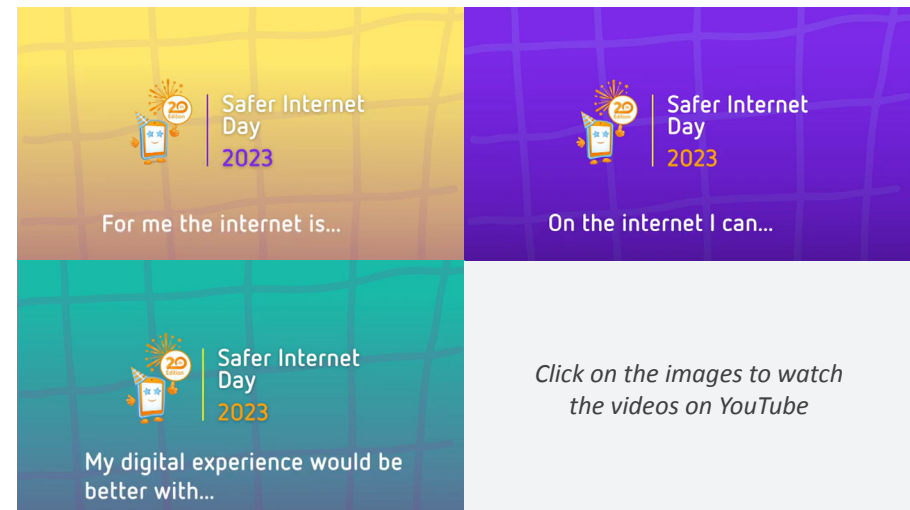 20
Edition
Safer Internet
Day
2023
For me the internet is...
20
Edition
Safer Internet
Day
2023
On the internet I can...
20
Edition
Safer Internet
Day
2023
My digital experience would be
better with...
Click on the images to watch
the videos on YouTube